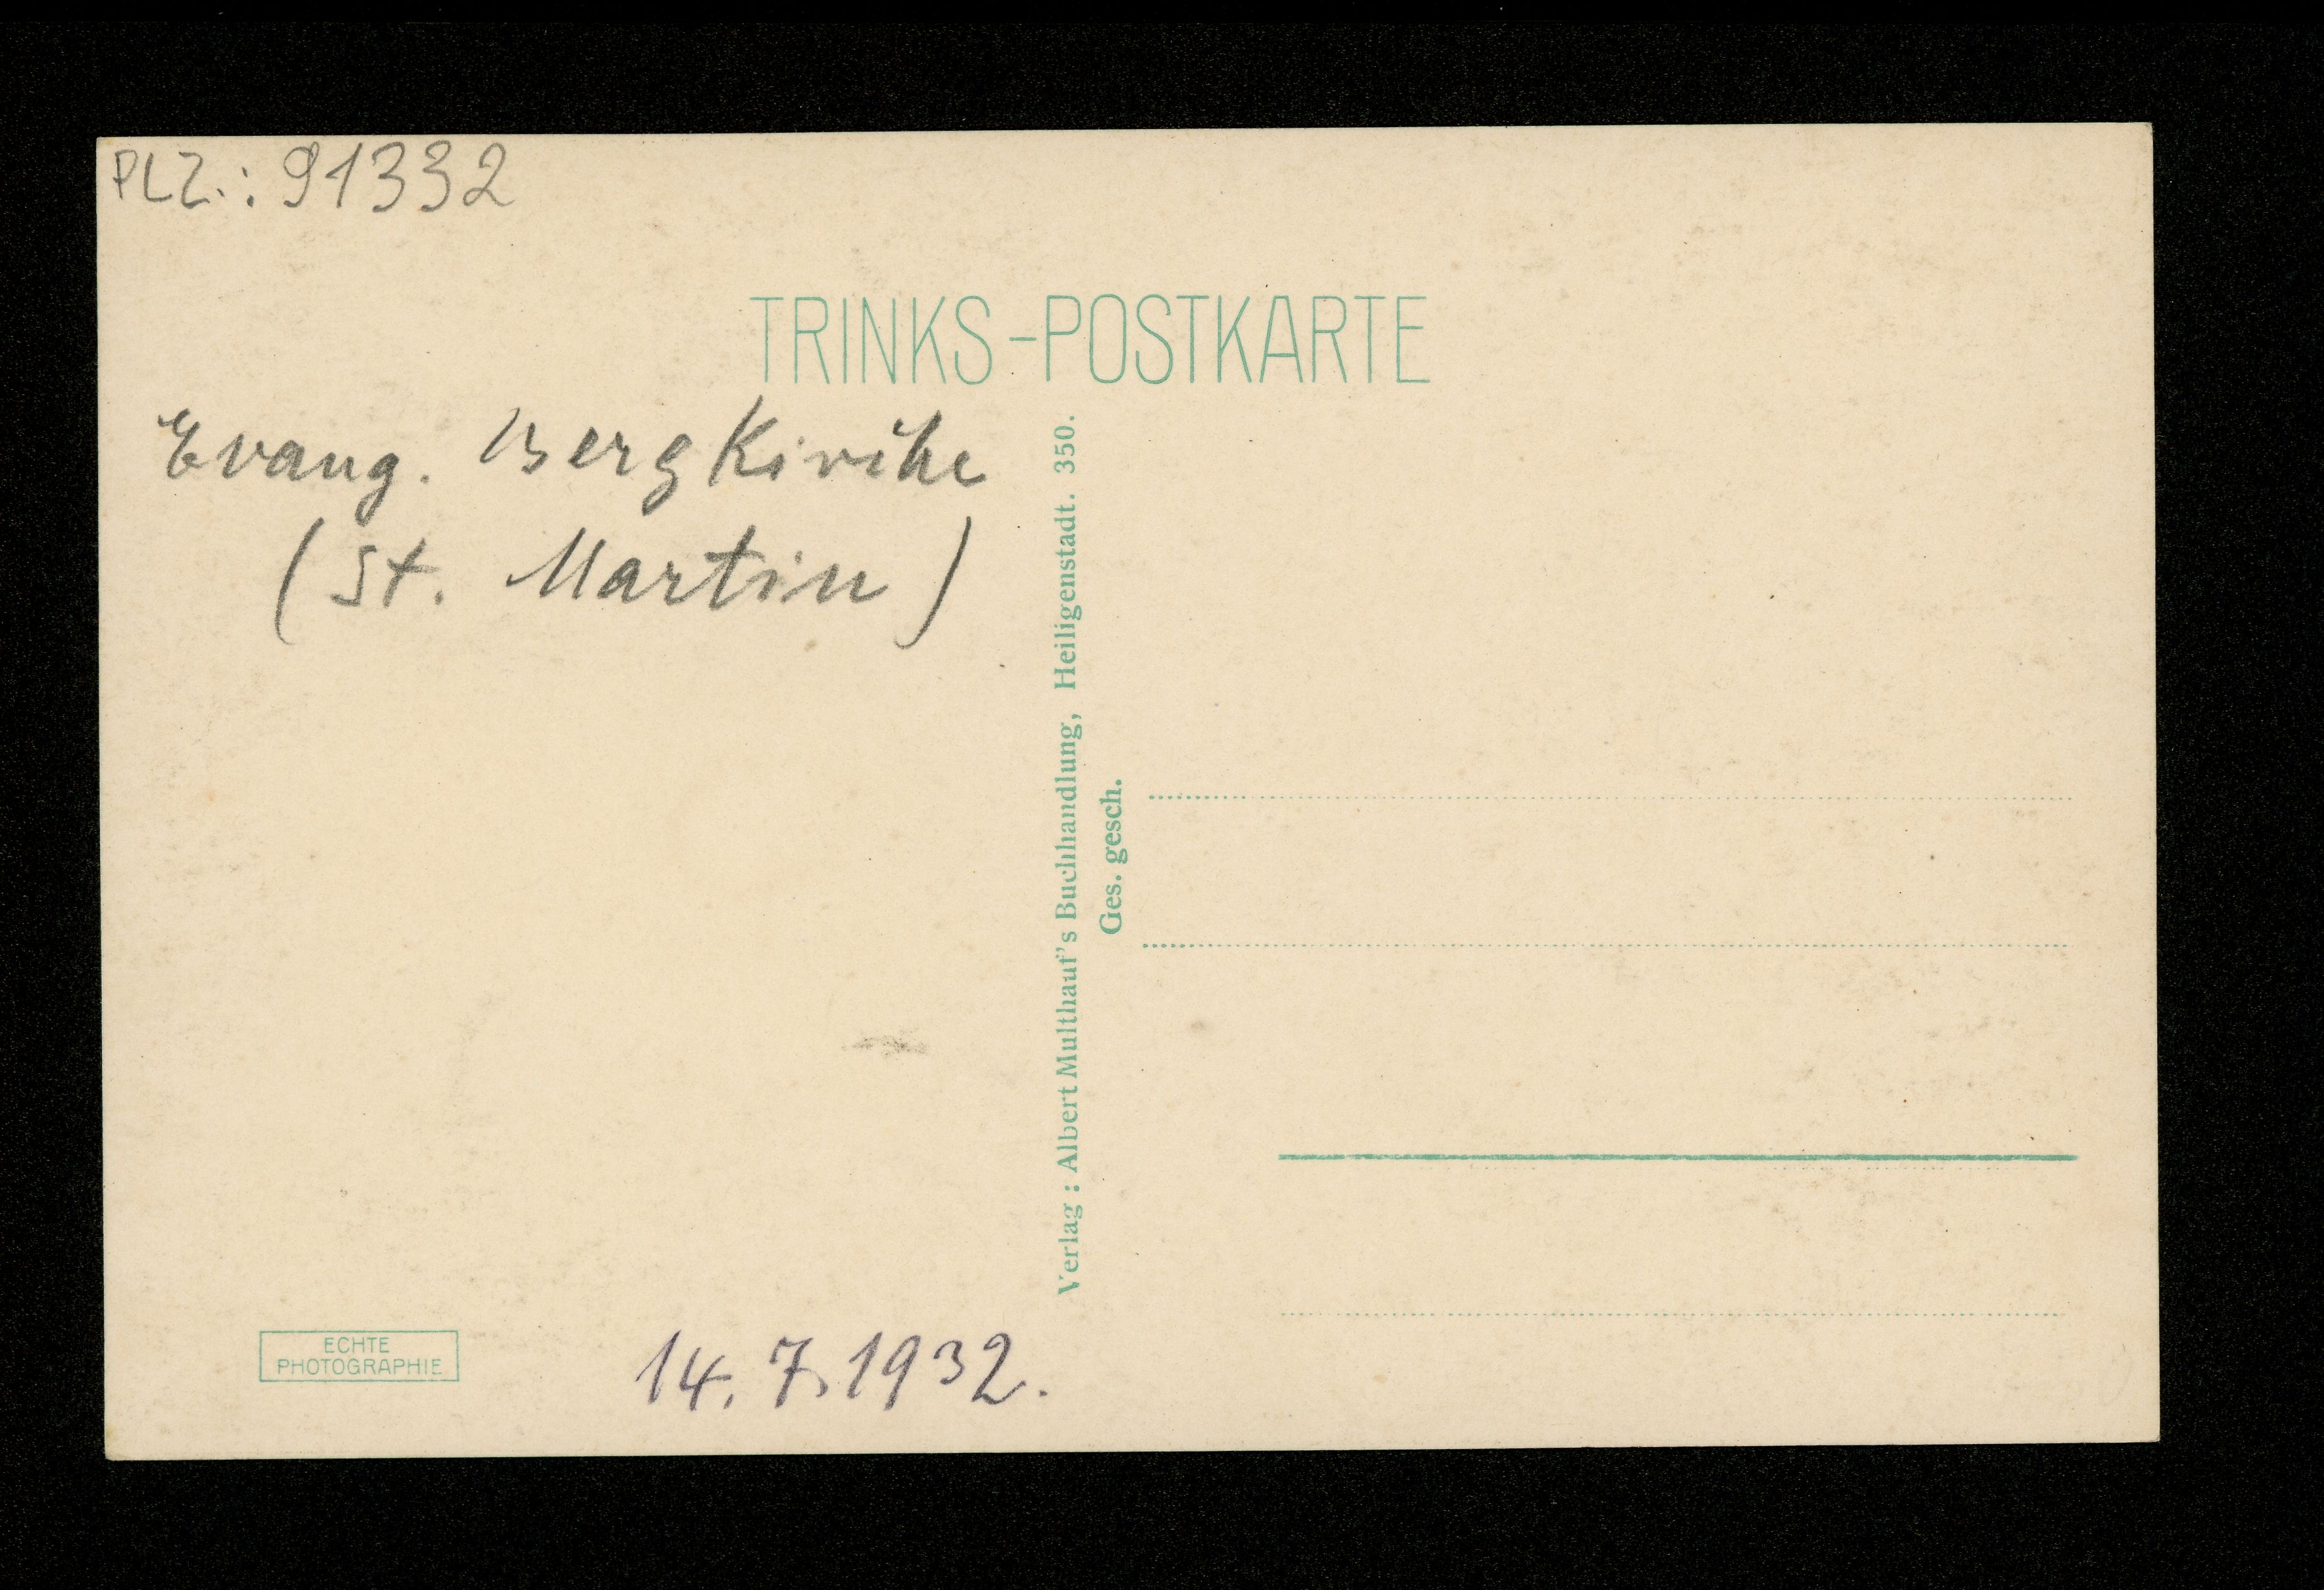 PLZ.: 91332
TRINKS-POSTKARTE
Evang. Bergkirche
(St. Martin)
Verlag : Albert Multhauf's Buchhandlung, Heiligenstadt. 350.
Ges. gesch.
ECHTE
PHOTOGRAPHIE
14. 7. 1932.